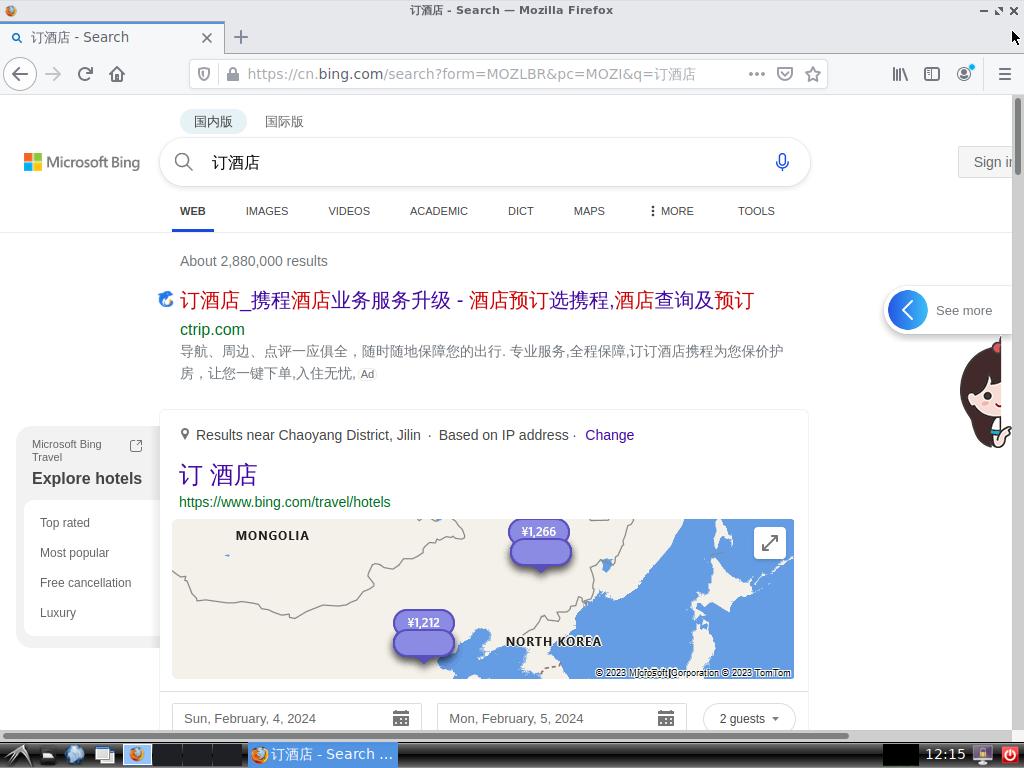 订酒店 - Search — Mozilla Firefox
订酒店 - Search
https://cn.bing.com/search?form=MOZLBR&pc=MOZI&q=订酒店
国内版 国际版
Microsoft Bing
订酒店
Sign in
WEB IMAGES VIDEOS ACADEMIC DICT MAPS MORE TOOLS
About 2,880,000 results
订酒店_携程酒店业务服务升级 - 酒店预订选携程,酒店查询及预订
ctrip.com
导航、周边、点评一应俱全，随时随地保障您的出行. 专业服务,全程保障,订订酒店携程为您保价护
房，让您一键下单,入住无忧, Ad
See more
Results near Chaoyang District, Jilin · Based on IP address · Change
订 酒店
https://www.bing.com/travel/hotels
Microsoft Bing
Travel
Explore hotels
Top rated
Most popular
Free cancellation
Luxury
MONGOLIA
¥1,266
¥1,212
NORTH KOREA
© 2023 Microsoft Corporation © 2023 TomTom
Sun, February, 4, 2024
Mon, February, 5, 2024
2 guests
订酒店 - Search ...
12:15